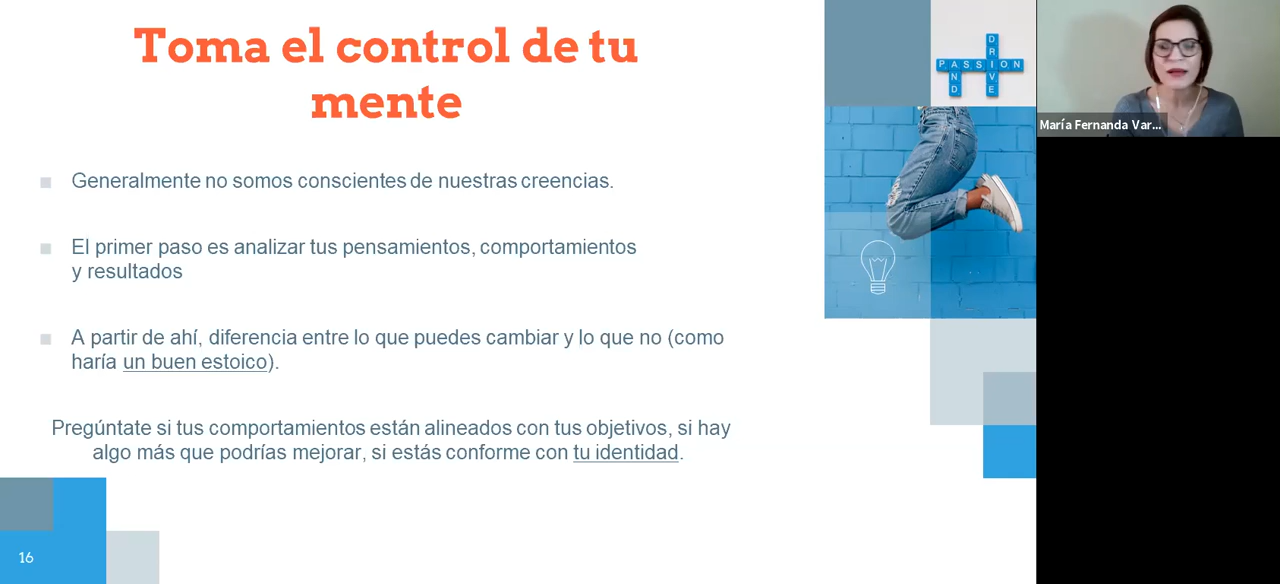 Toma el control de tu
mente
Generalmente no somos conscientes de nuestras creencias.
El primer paso es analizar tus pensamientos, comportamientos
y resultados
A partir de ahí, diferencia entre lo que puedes cambiar y lo que no (como
haría un buen estoico).
Pregúntate si tus comportamientos están alineados con tus objetivos, si hay
algo más que podrías mejorar, si estás conforme con tu identidad.
16
DRIVE
PASSION
AND
María Fernanda Var...